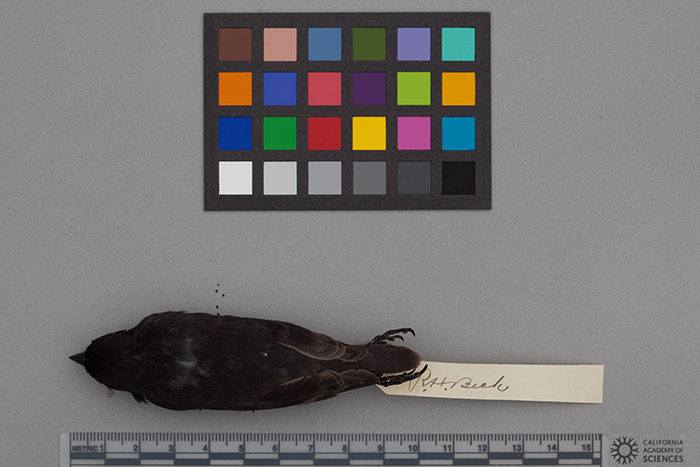 R.H. Beck
METRIC 1 2 3 4 5 6 7 8 9 10 11 12 13 14 15
CALIFORNIA
ACADEMY OF
SCIENCES